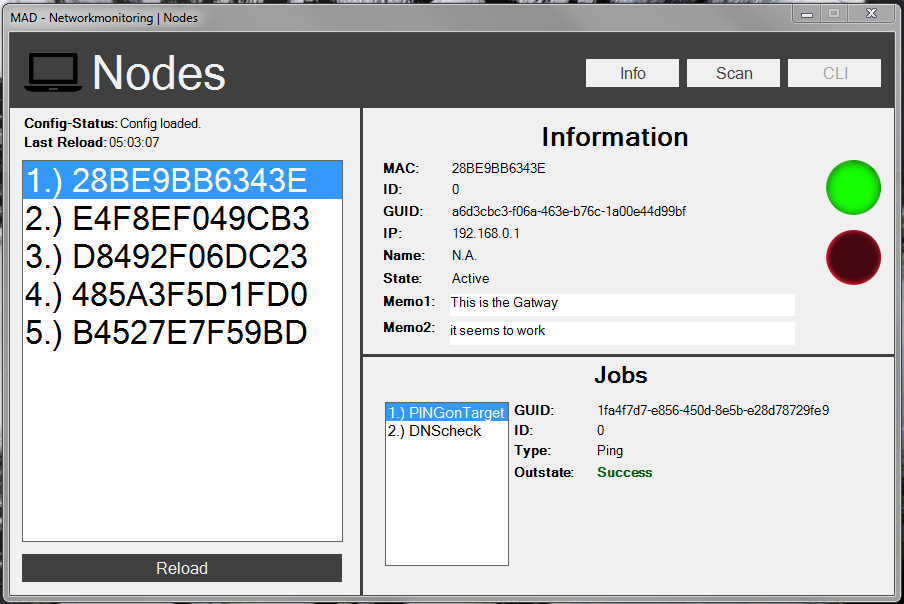 MAD - Networkmonitoring | Nodes
Nodes
Info
Scan
CLI
Config-Status: Config loaded.
Last Reload: 05:03:07
1.) 28BE9BB6343E
2.) E4F8EF049CB3
3.) D8492F06DC23
4.) 485A3F5D1FD0
5.) B4527E7F59BD
Reload
Information
MAC: 28BE9BB6343E
ID: 0
GUID: a6d3cbc3-f06a-463e-b76c-1a00e44d99bf
IP: 192.168.0.1
Name: N.A.
State: Active
Memo1: This is the Gatway
Memo2: it seems to work
Jobs
1.) PINGonTarget
2.) DNScheck
GUID: 1fa4f7d7-e856-450d-8e5b-e28d78729fe9
ID: 0
Type: Ping
Outstate: Success